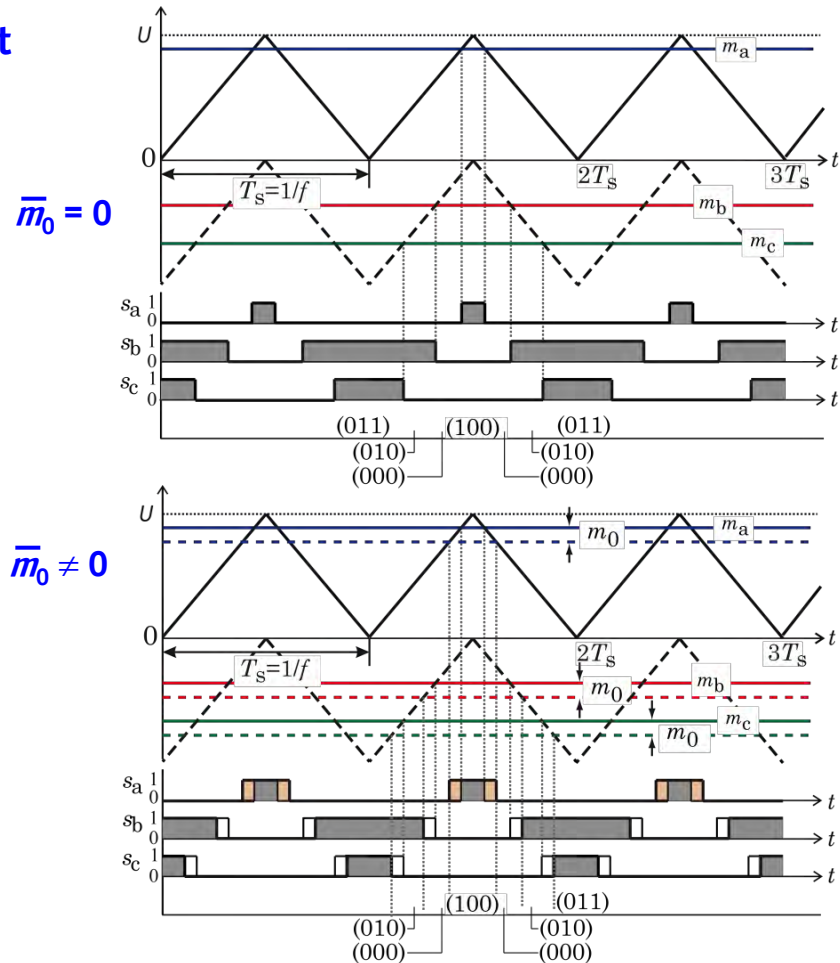 t
U
m_a
0
t
T_s=1/f
2T_s
3T_s
m̅_0 = 0
m_b
m_c
s_a 1 0 t
s_b 1 0 t
s_c 1 0 t
(011) (100) (011)
(010) (010)
(000) (000)
U
m_a
m_0
m̅_0 ≠ 0
0
t
T_s=1/f
2T_s
3T_s
m_b
m_0
m_c
m_0
s_a 1 0 t
s_b 1 0 t
s_c 1 0 t
(100) (011)
(010) (010)
(000) (000)